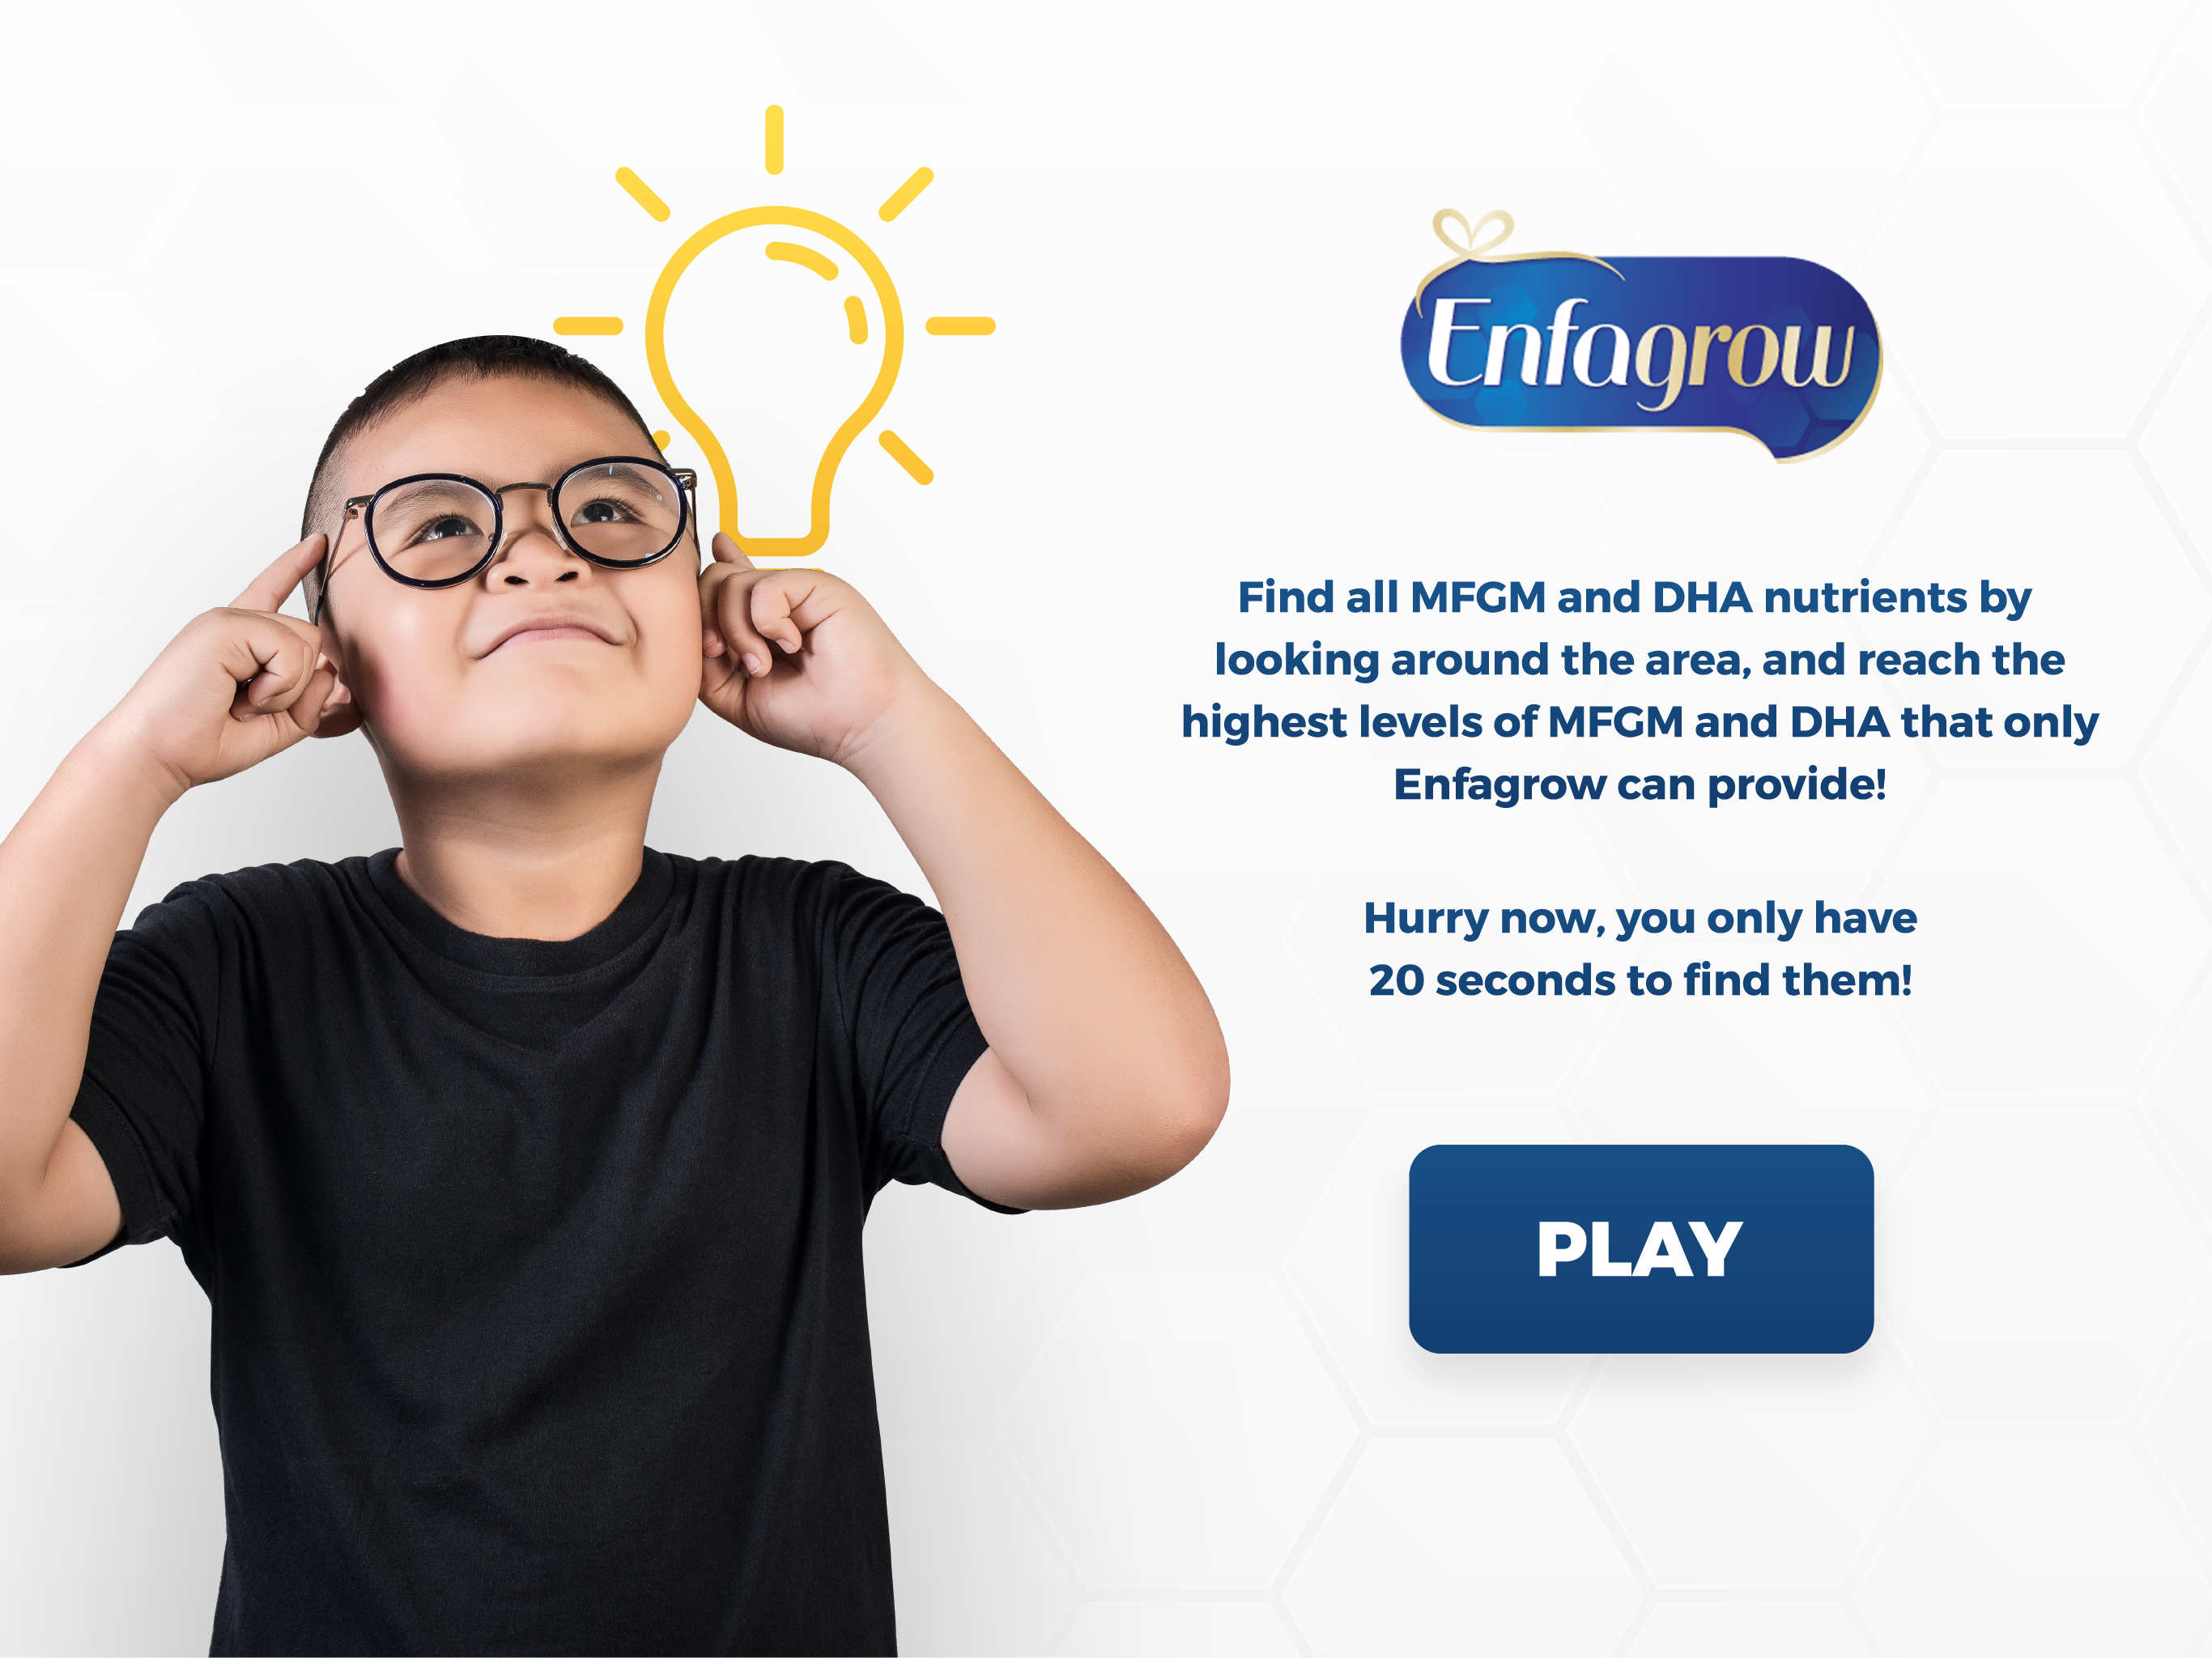 Enfagrow
Find all MFGM and DHA nutrients by
looking around the area, and reach the
highest levels of MFGM and DHA that only
Enfagrow can provide!
Hurry now, you only have
20 seconds to find them!
PLAY